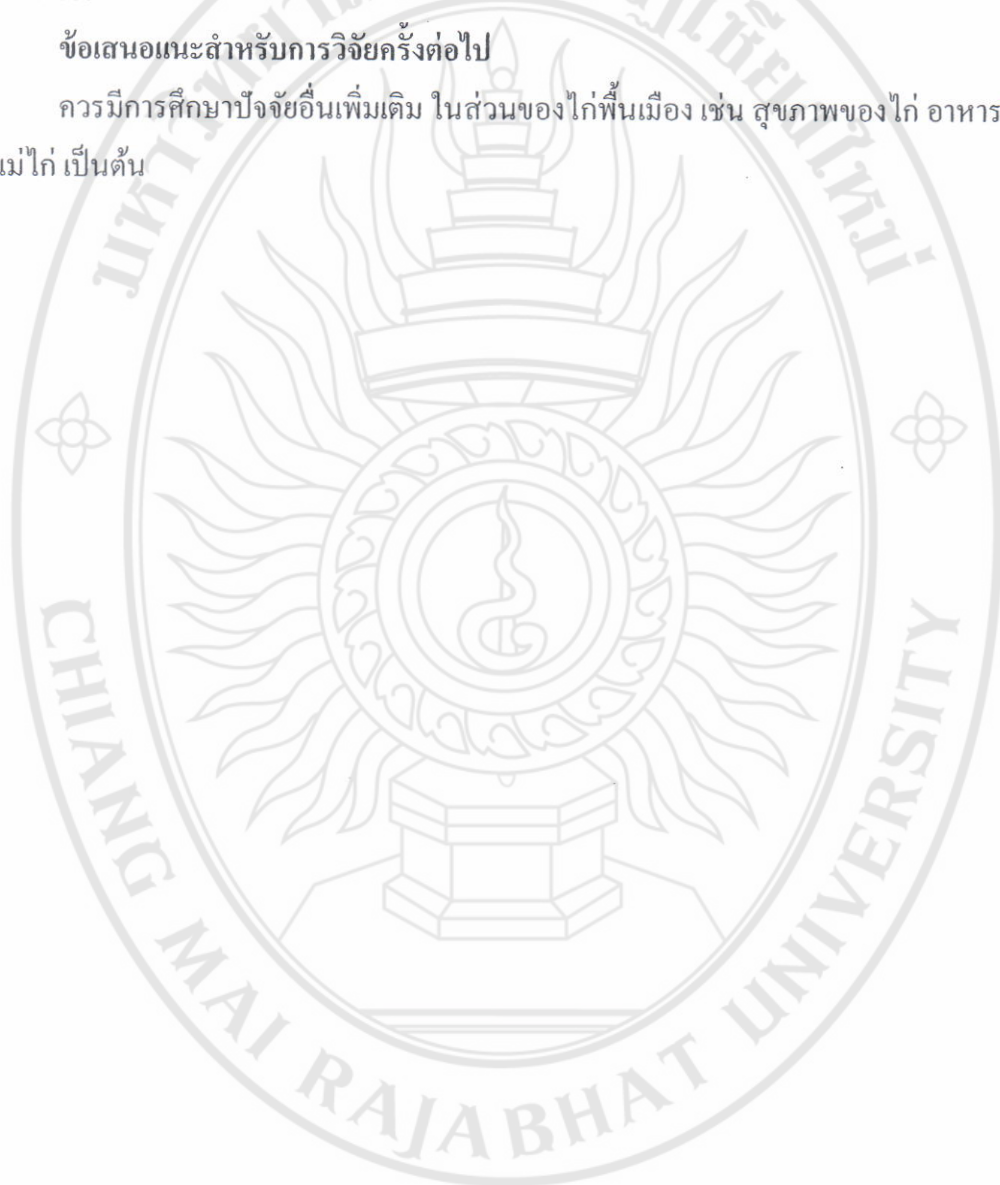 ข้อเสนอแนะสำหรับการวิจัยครั้งต่อไป
ควรมีการศึกษาปัจจัยอื่นเพิ่มเติม ในส่วนของไก่พื้นเมือง เช่น สุขภาพของไก่ อาหาร
แม่ไก่ เป็นต้น
CHIANG MAI RAJABHAT UNIVERSITY